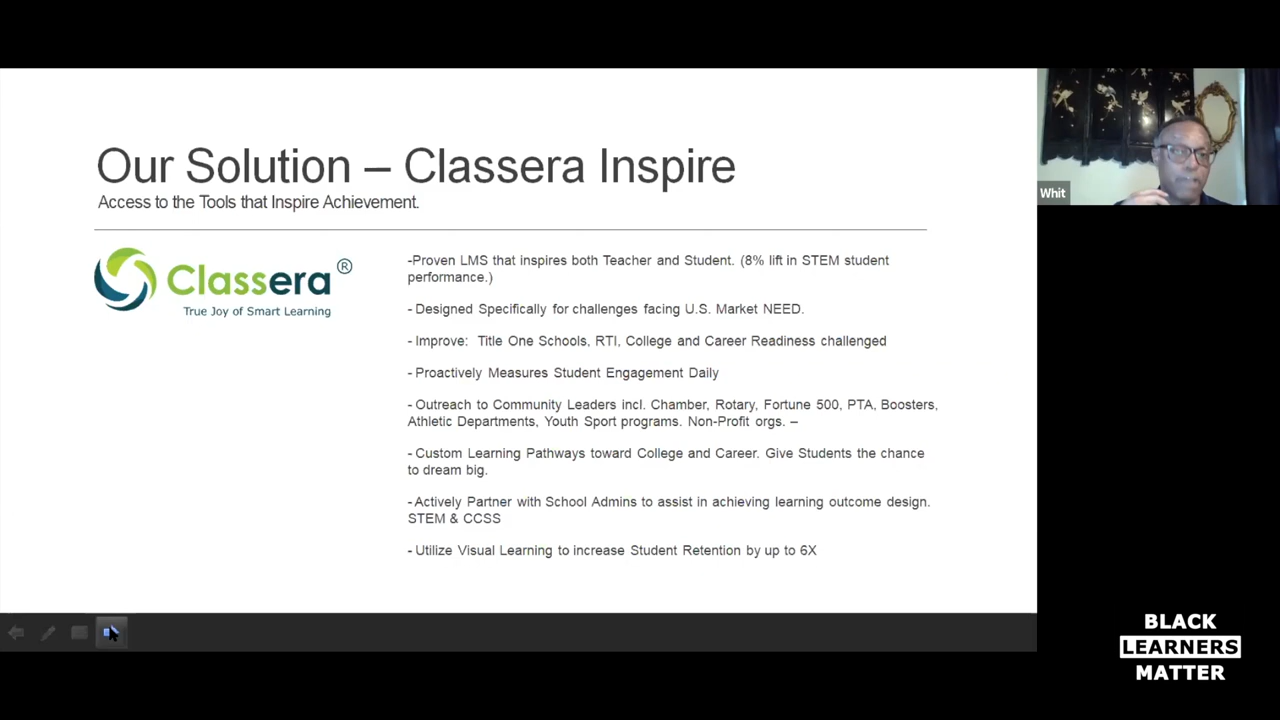 Our Solution – Classera Inspire
Access to the Tools that Inspire Achievement.
Classera®
True Joy of Smart Learning
-Proven LMS that inspires both Teacher and Student. (8% lift in STEM student
performance.)
- Designed Specifically for challenges facing U.S. Market NEED.
- Improve: Title One Schools, RTI, College and Career Readiness challenged
- Proactively Measures Student Engagement Daily
- Outreach to Community Leaders incl. Chamber, Rotary, Fortune 500, PTA, Boosters,
Athletic Departments, Youth Sport programs. Non-Profit orgs. –
- Custom Learning Pathways toward College and Career. Give Students the chance
to dream big.
- Actively Partner with School Admins to assist in achieving learning outcome design.
STEM & CCSS
- Utilize Visual Learning to increase Student Retention by up to 6X
Whit
BLACK
LEARNERS
MATTER